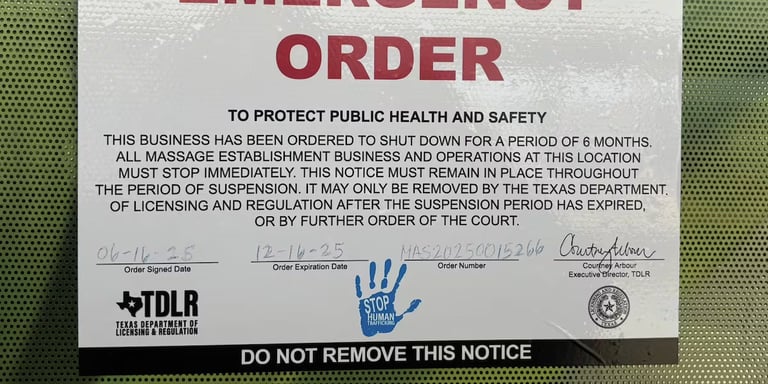 EMERGENCY
ORDER
TO PROTECT PUBLIC HEALTH AND SAFETY
THIS BUSINESS HAS BEEN ORDERED TO SHUT DOWN FOR A PERIOD OF 6 MONTHS.
ALL MASSAGE ESTABLISHMENT BUSINESS AND OPERATIONS AT THIS LOCATION
MUST STOP IMMEDIATELY. THIS NOTICE MUST REMAIN IN PLACE THROUGHOUT
THE PERIOD OF SUSPENSION. IT MAY ONLY BE REMOVED BY THE TEXAS DEPARTMENT
OF LICENSING AND REGULATION AFTER THE SUSPENSION PERIOD HAS EXPIRED,
OR BY FURTHER ORDER OF THE COURT.
06-16-25 12-16-25 MAS20250015266 Courtney Arbour
Order Signed Date Order Expiration Date Order Number Courtney Arbour
Executive Director, TDLR
TDLR
TEXAS DEPARTMENT OF
LICENSING & REGULATION
STOP
HUMAN
TRAFFICKING
DO NOT REMOVE THIS NOTICE